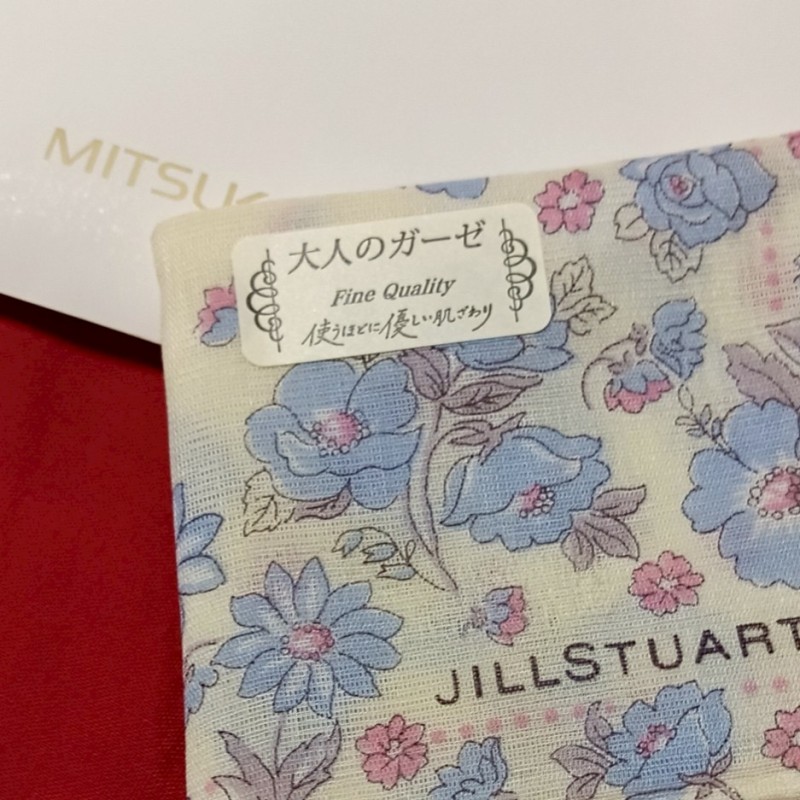 MITSUK
大人のガーゼ
Fine Quality
使うほどに優しい肌ざわり
JILLSTUART